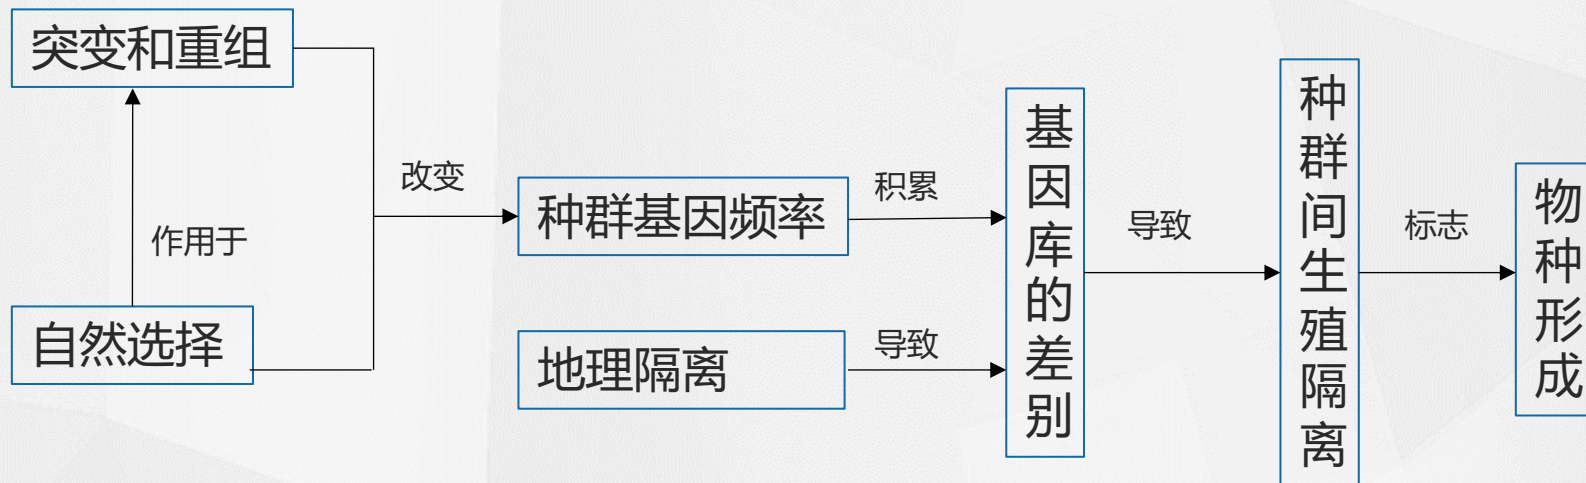 突变和重组
作用于
自然选择
改变
种群基因频率
积累
地理隔离
导致
基因库的差别
导致
种群间生殖隔离
标志
物种形成